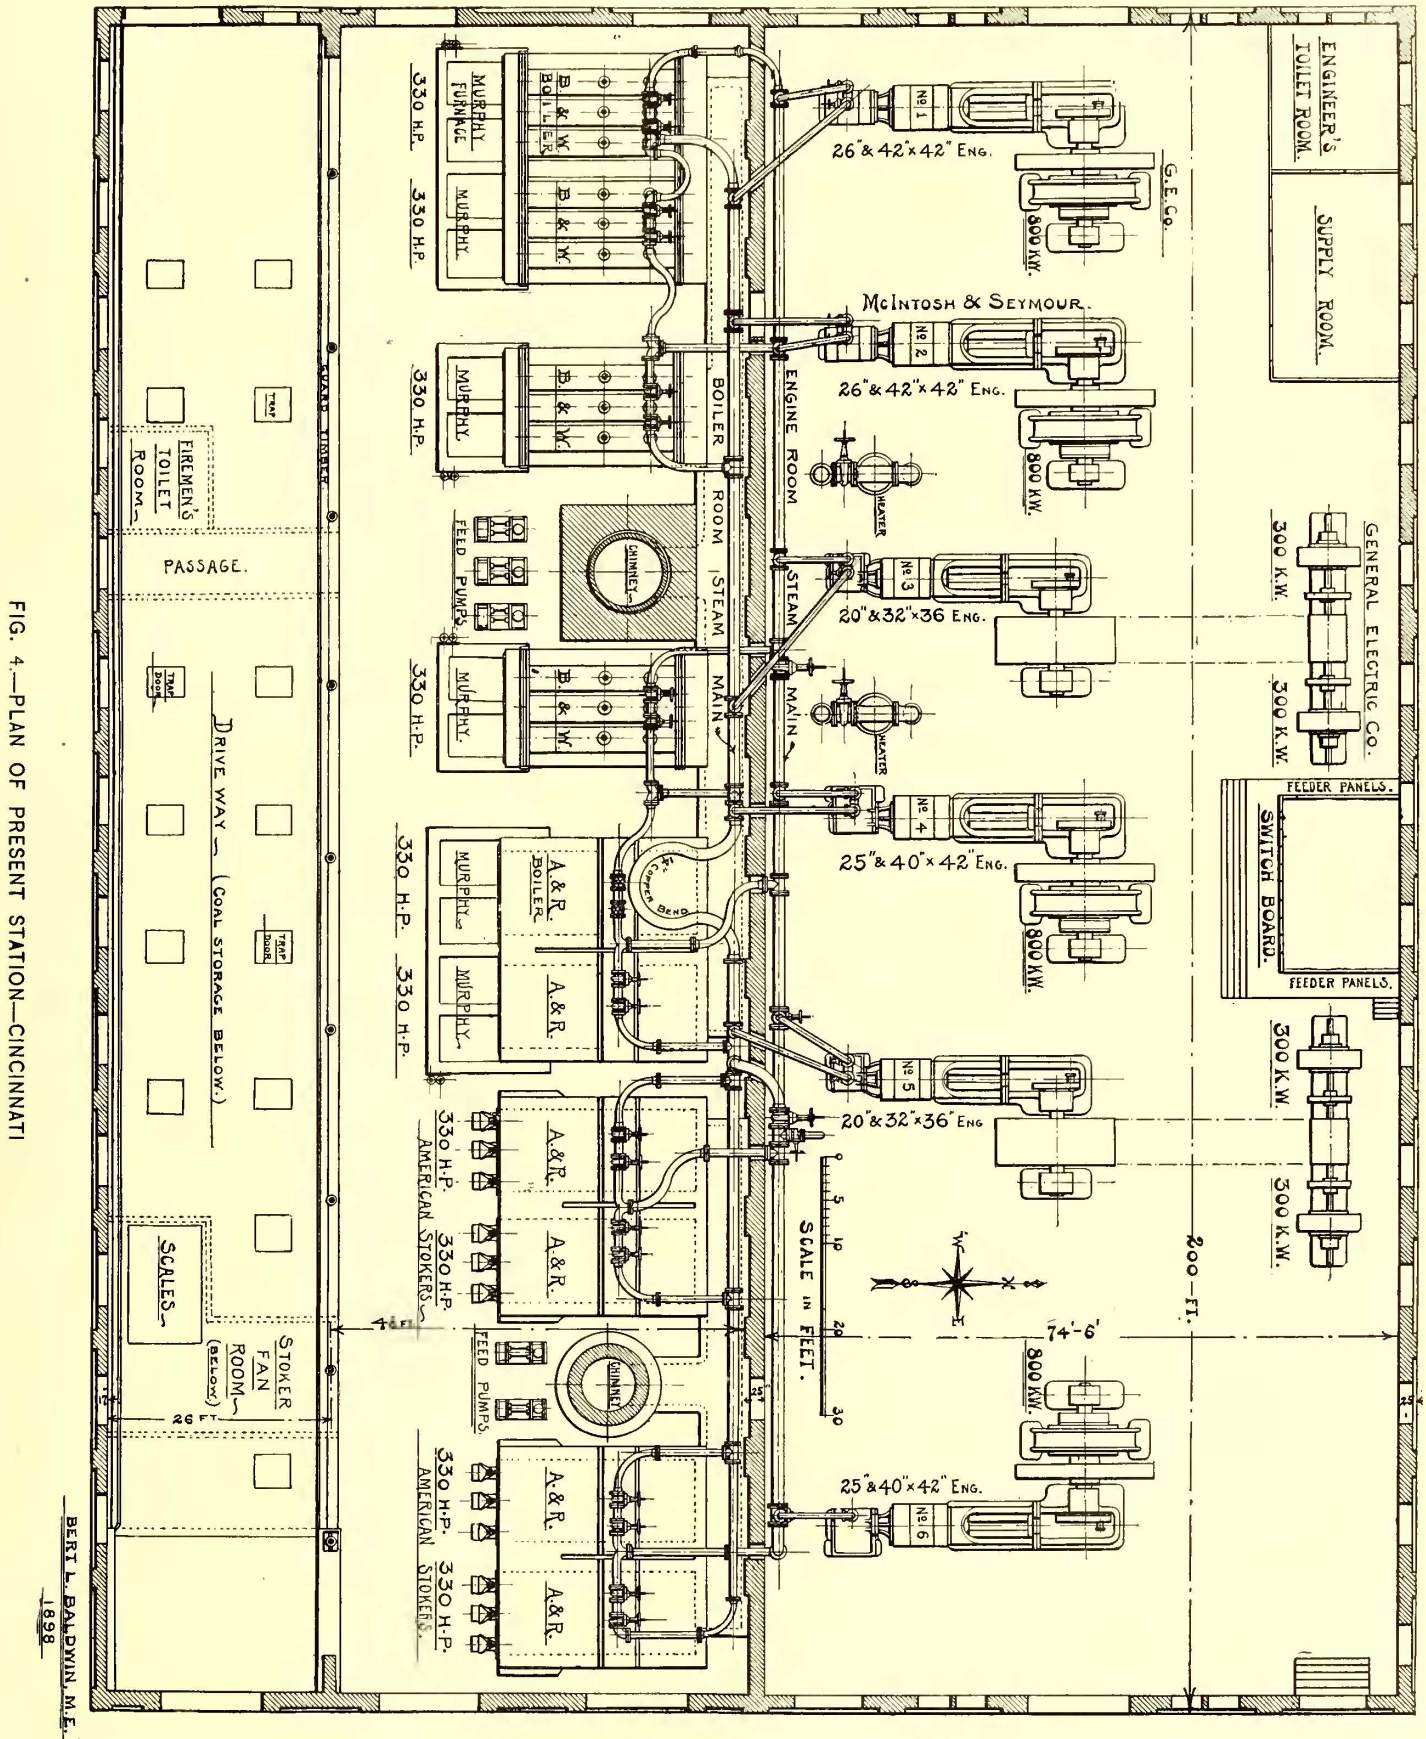 ENGINEER'S
TOILET ROOM.
SUPPLY ROOM.
GENERAL ELECTRIC CO.
300 K.W.
300 K.W.
FEEDER PANELS.
SWITCH BOARD.
FEEDER PANELS.
300 K.W.
300 K.W.
G.E.Co.
No 1
26"& 42"x 42" ENG.
800 KW.
McINTOSH & SEYMOUR.
No 2
26"& 42"x 42" ENG.
800 KW.
HEATER
No 3
20"&32"x36 ENG.
HEATER
No 4
25"& 40"x 42" ENG.
800 KW.
No 5
20"&32"x36" ENG
No 6
25"&40"x42" ENG.
800 KW.
200-FT.
74'-6'
25"
25"
W
N
S
E
SCALE IN FEET.
0 5 10 20 30
ENGINE ROOM STEAM MAIN
BOILER ROOM STEAM MAIN
B. & W.
BOILER
MURPHY
FURNACE
330 H.P.
B & W.
MURPHY.
330 H.P.
B. & W.
MURPHY.
330 H.P.
CHIMNEY
FEED PUMPS.
B. & W.
MURPHY.
330 H.P.
14" COPPER BEND
A.&R.
BOILER
MURPHY
330 H.P.
A.&R.
MURPHY
330 H.P.
A.&R.
330 H.P.
A.&R.
330 H.P.
AMERICAN STOKERS
CHIMNEY
FEED PUMPS
A.&R.
330 H.P.
A.&R.
330 H.P.
AMERICAN STOKERS.
GUARD TIMBER
TRAP
FIREMEN'S
TOILET
ROOM
PASSAGE.
TRAP
DOOR
DRIVE WAY (COAL STORAGE BELOW.)
TRAP
DOOR
SCALES
STOKER
FAN
ROOM
(BELOW.)
26 FT
FIG. 4.—PLAN OF PRESENT STATION—CINCINNATI
BERT L. BALDWIN, M.E.
1898